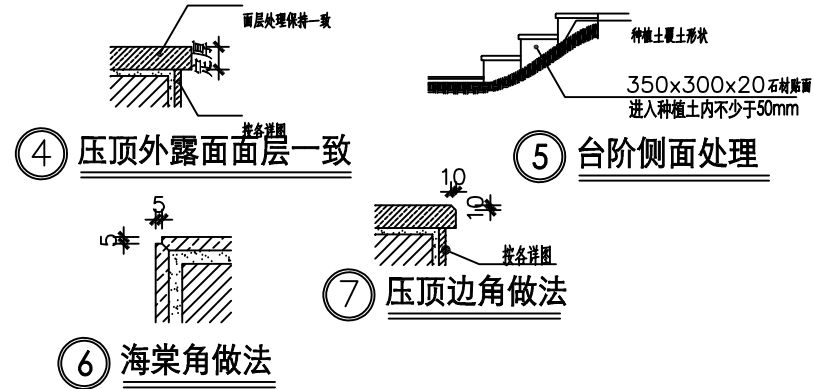 面层处理保持一致
定厚
按各详图
④ 压顶外露面面层一致
种植土覆土形状
350x300x20石材贴面
进入种植土内不少于50mm
⑤ 台阶侧面处理
5
5
⑥ 海棠角做法
10
10
按各详图
⑦ 压顶边角做法